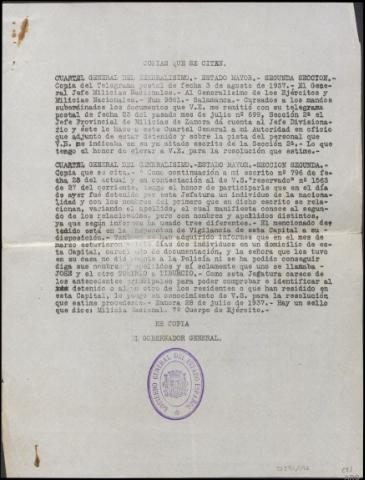 COPIAS QUE SE CITAN.
CUARTEL GENERAL DEL GENERALISIMO.- ESTADO MAYOR.- SEGUNDA SECCION.-
Copia del Telegrama postal de fecha 3 de agosto de 1937.- El Gene-
ral Jefe Milicias Nacionales.- Al Generalisimo de los Ejércitos y
Milicias Nacionales.- Num 9861.- Salamanca.- Cursados a los mandos
subordinados los documentos que V.E. me remitió con su telegrama
postal de fecha 23 del pasado mes de julio nº 699, Sección 2ª el
Jefe Provincial de Milicias de Zamora dá cuenta al Jefe Divisiona-
rio y éste lo hace a este Cuartel General a mi Autoridad en oficio
que adjunto de estar detenido y sobre la pista del personal que
V.E. me indicaba en su ya citado escrito de la Sección 2ª.- Lo que
tengo el honor de elevar a V.E. para la resolución que estime.-
CUARTEL GENERAL DEL GENERALISIMO.-ESTADO MAYOR.-SECCION SEGUNDA.-
Copia que se cita.- " Como continuación a mi escrito nº 796 de fe-
cha 23 del actual y en contestación al de V.S. "reservado" nº 1563
de 27 del corriente, tengo el honor de participarle que en el día
de ayer fué detenido por esta Jefatura un individuo de la naciona-
lidad y con los nombres del primero que en dicho escrito se rela-
cionan, variando el apellido, el cual manifiesta conoce al segun-
do de los relacionados, pero con nombres y apellidos distintos,
ya que según informes ha usado tres diferentes.- El mencionado de-
tenido está en la Inspección de Vigilancia de esta Capital a su
disposición.- También se han adquirido informes que en el mes de
marzo estuvieron unos días dos individuos en un domicilio de es-
ta Capital, careciendo de documentación, y la señora que los tuvo
en su casa no dió parte a la Policia ni se ha podido conseguir
diga sus nombres y apellidos y si solamente que uno se llamaba
JOHN y el otro TORIBIO o TIBURCIO.- Como esta Jefatura carece de
los antecedentes principales para poder comprobar o identificar al
detenido o algún otro de los residentes o que han residido en
esta Capital, lo pongo en conocimiento de V.S. para la resolución
que estime procedente.- Zamora 28 de julio de 1937.- Hay un sello
que dice: Milicia Nacional. 7º Cuerpo de Ejército.-
ES COPIA
EL GOBERNADOR GENERAL.
GOBIERNO GENERAL DEL ESTADO ESPAÑOL